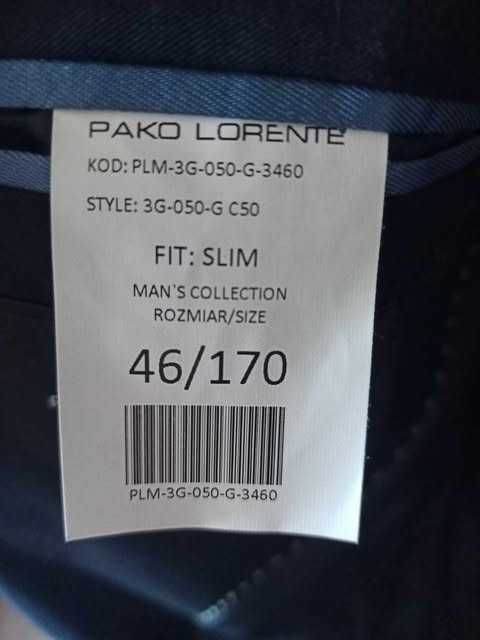 PAKO LORENTE
KOD: PLM-3G-050-G-3460
STYLE: 3G-050-G C50
FIT: SLIM
MAN`S COLLECTION
ROZMIAR/SIZE
46/170
PLM-3G-050-G-3460